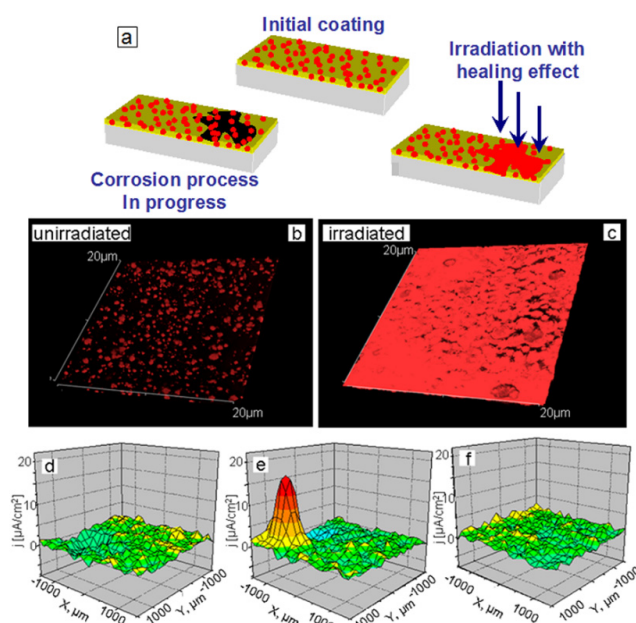 a
Initial coating
Irradiation with
healing effect
Corrosion process
In progress
unirradiated
b
20µm
20µm
irradiated
c
20µm
20µm
d
20
10
0
j [µA/cm²]
-1000
X, µm
1000
1000
Y, µm
-1000
e
20
10
0
j [µA/cm²]
-1000
X, µm
1000
1000
Y, µm
-1000
f
20
10
0
j [µA/cm²]
-1000
X, µm
1000
1000
Y, µm
-1000